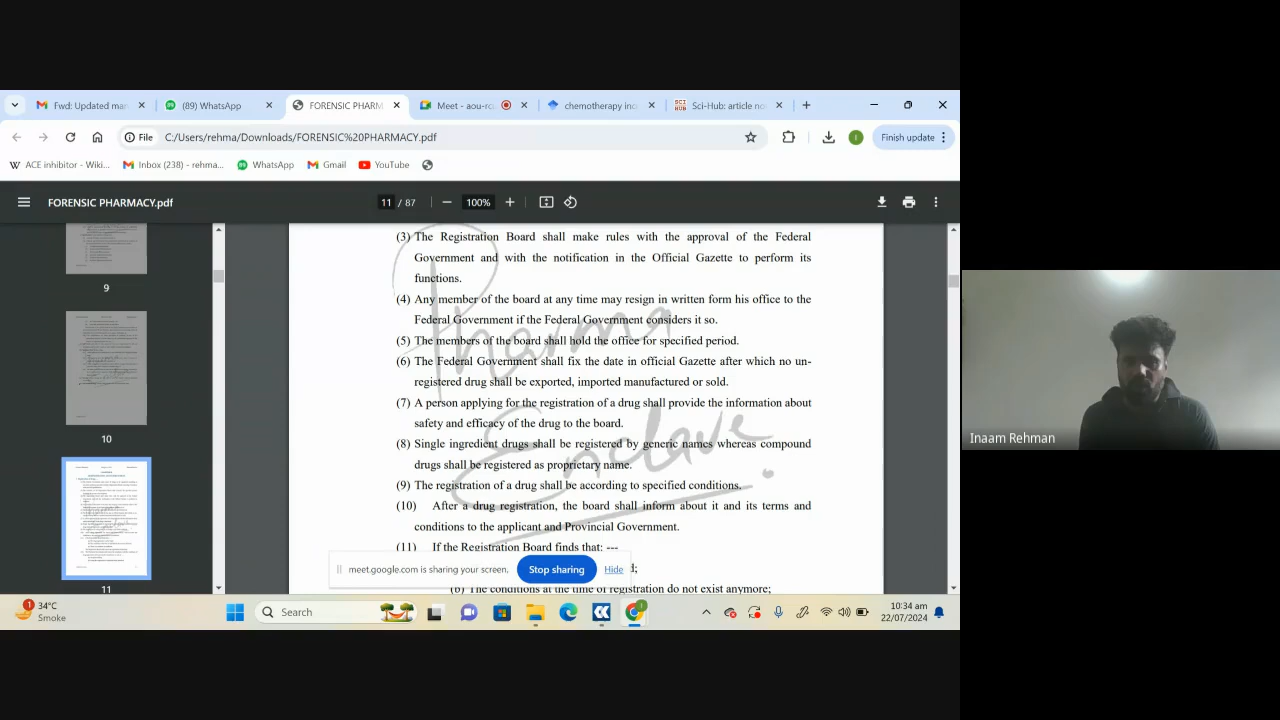 Fwd: Updated man
(89) WhatsApp
FORENSIC PHARM
Meet - aou-rc
chemotherapy ind
SCI HUB
Sci-Hub: article no
File
C:/Users/rehma/Downloads/FORENSIC%20PHARMACY.pdf
Finish update
W ACE inhibitor - Wiki...
Inbox (238) - rehma...
WhatsApp
Gmail
YouTube
FORENSIC PHARMACY.pdf
11 / 87
100%
9
10
11
(3) The Registration Board shall make rules with the approval of the Federal
Government and with the notification in the Official Gazette to perform its
functions.
(4) Any member of the board at any time may resign in written form his office to the
Federal Government if the Federal Government considers it so.
(5) The members of the board shall hold the office for specified period.
(6) The Federal Government shall fix the date in official Gazette after which no un-
registered drug shall be exported, imported manufactured or sold.
(7) A person applying for the registration of a drug shall provide the information about
safety and efficacy of the drug to the board.
(8) Single ingredient drugs shall be registered by generic names whereas compound
drugs shall be registered by proprietary name.
(9) The registration of a drug shall be according to specified conditions.
(10) After a drug registration, the board shall inform about it and its terms and
conditions to the applicant and Provincial Government.
(11) If the Registration Board finds that: ---
d;
(b) The conditions at the time of registration do not exist anymore;
Pharma
Enclave
meet.google.com is sharing your screen.
Stop sharing
Hide
Inaam Rehman
1
34°C
Smoke
Search
10:34 am
22/07/2024